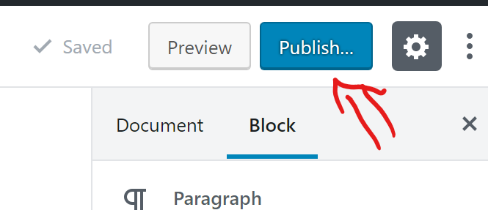 Saved Preview Publish...
Document Block
Paragraph